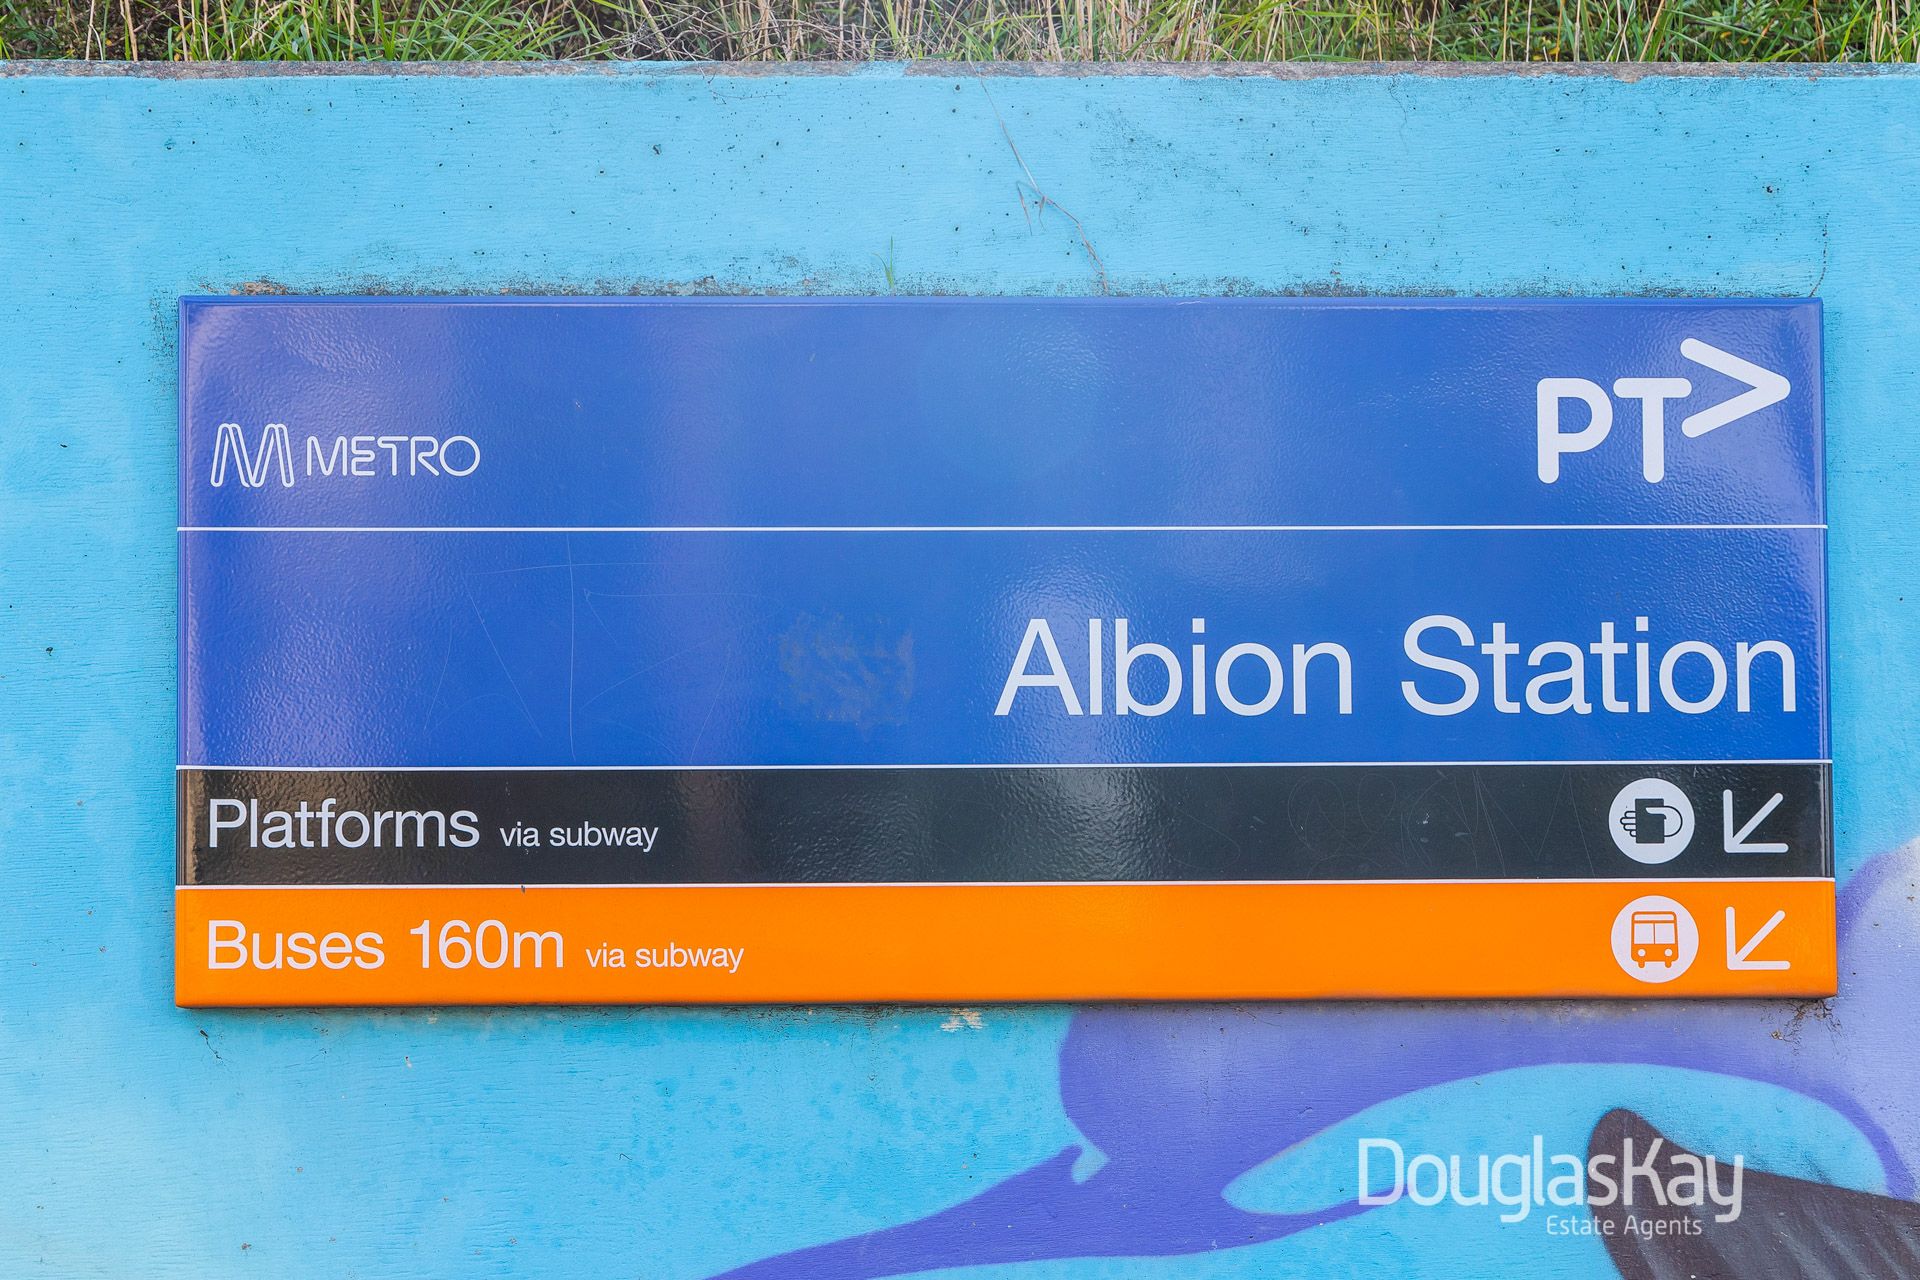 METRO
PT>
Albion Station
Platforms via subway
Buses 160m via subway
DouglasKay
Estate Agents